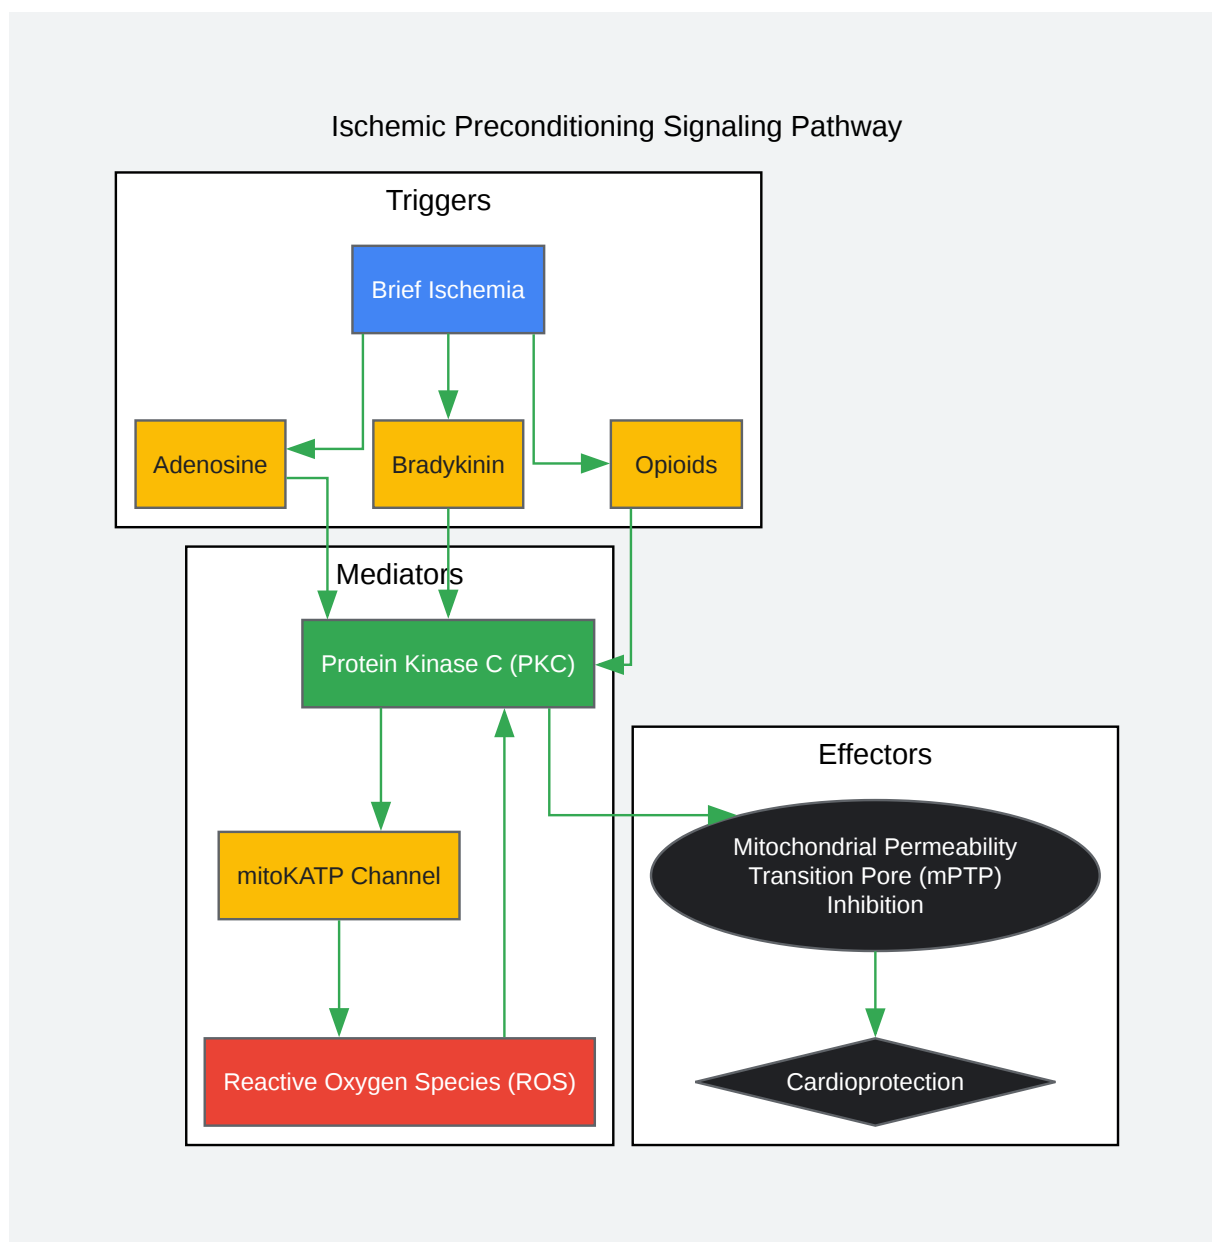 Ischemic Preconditioning Signaling Pathway
Triggers
Brief Ischemia
Adenosine
Bradykinin
Opioids
Mediators
Protein Kinase C (PKC)
Effectors
mitoKATP Channel
Mitochondrial Permeability
Transition Pore (mPTP)
Inhibition
Reactive Oxygen Species (ROS)
Cardioprotection